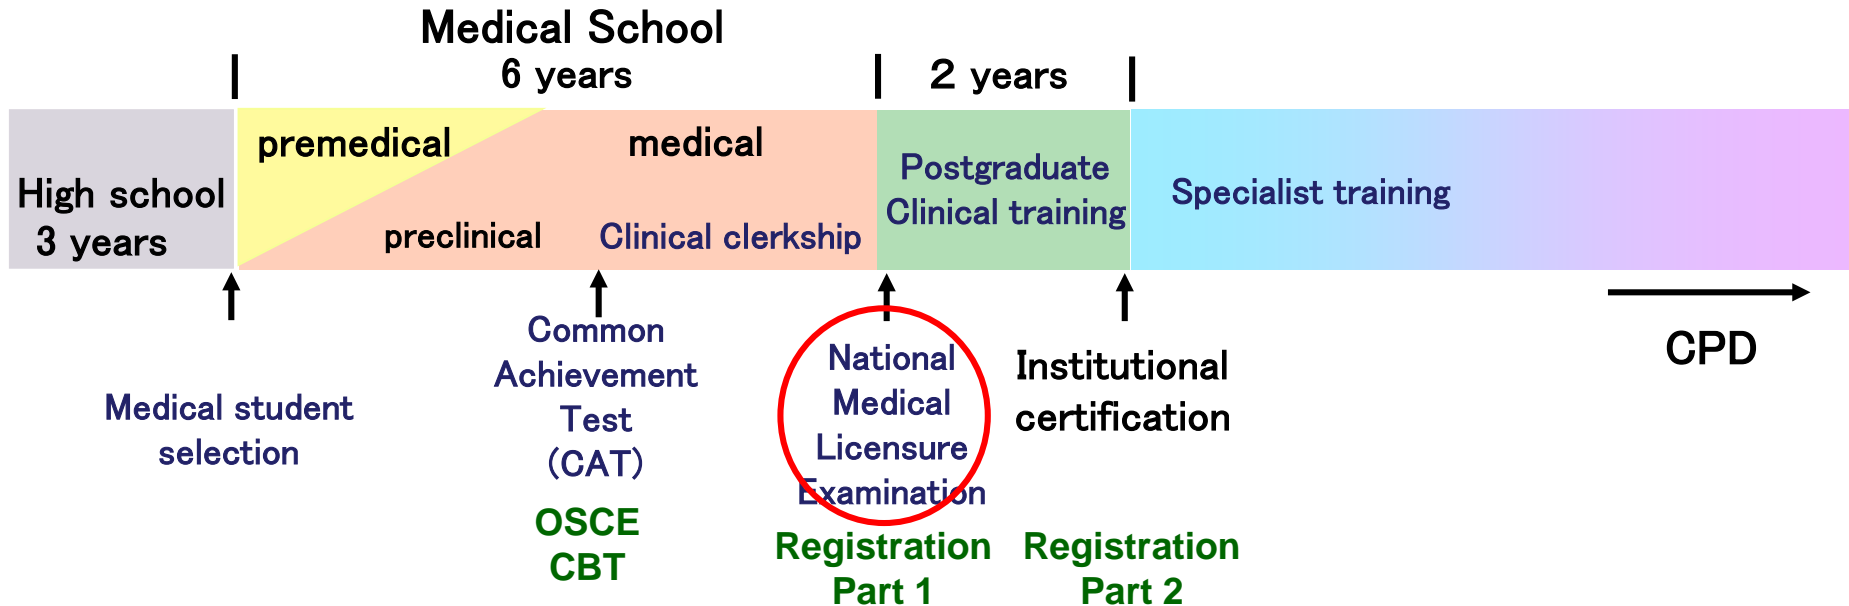 Medical School
6 years
2 years
High school
3 years
premedical
medical
preclinical
Clinical clerkship
Postgraduate
Clinical training
Specialist training
Medical student
selection
Common
Achievement
Test
(CAT)
OSCE
CBT
National
Medical
Licensure
Examination
Registration
Part 1
Institutional
certification
Registration
Part 2
CPD